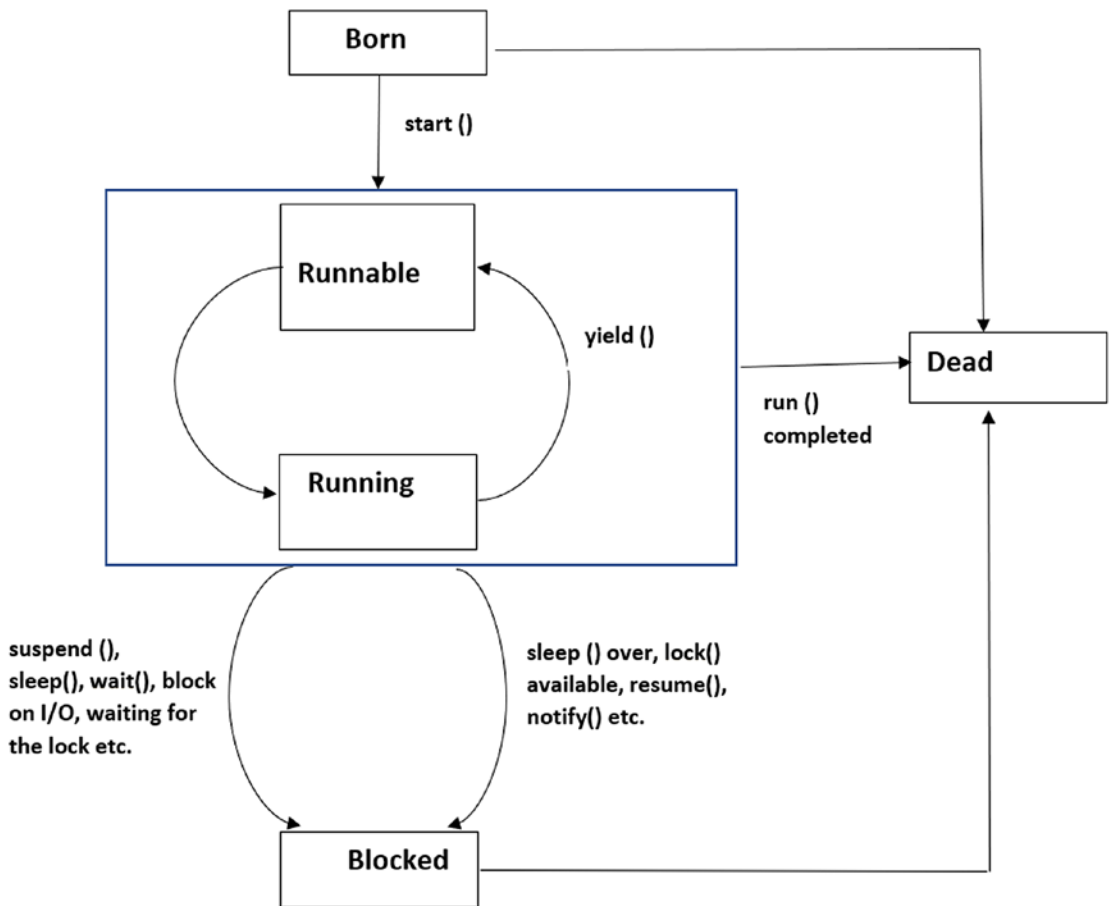 Born
start ()
Runnable
yield ()
Dead
run ()
completed
Running
suspend (),
sleep(), wait(), block
on I/O, waiting for
the lock etc.
sleep () over, lock()
available, resume(),
notify() etc.
Blocked